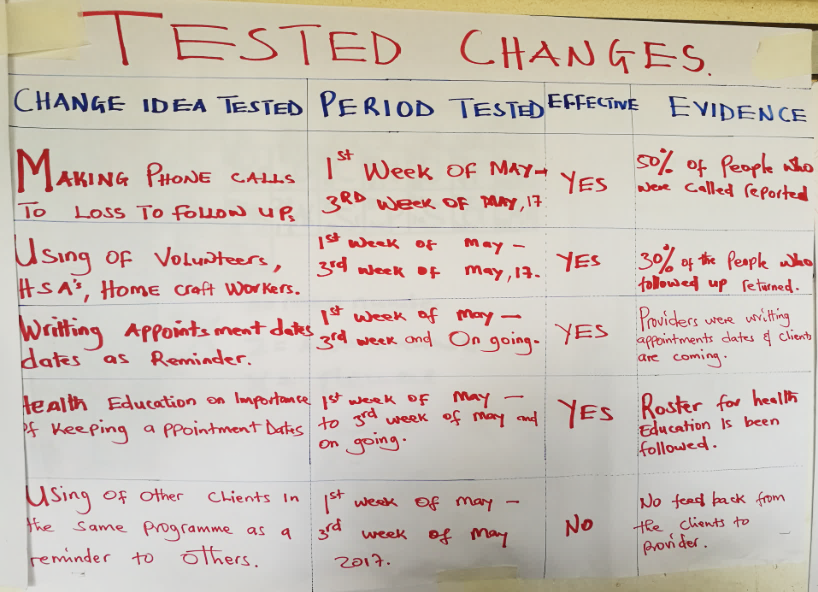 TESTED CHANGES.
CHANGE IDEA TESTED PERIOD TESTED EFFECTIVE EVIDENCE
MAKING PHONE CALLS
TO LOSS TO FOLLOW UPs
1st WEEK OF MAY-
3RD WEEK OF MAY,17
YES
50% of People who
were called reported
Using of Volunteers,
HSA's, Home Craft Workers.
1st week of may -
3rd week of may,17.
YES
30% of the People who
followed up returned.
Writting Appointsment dates
dates as Reminder.
1st week of may -
3rd week and On going.
YES
Providers were writting
appointments dates & clients
are coming.
Health Education on Importance
of keeping appointment Dates
1st week of may -
to 3rd week of may and
on going.
YES
Roster for health
Education Is been
followed.
Using of Other Clients In
the same programme as a
reminder to others.
1st week of may -
3rd week of may
2017.
NO
No feed back from
the clients to
provider.